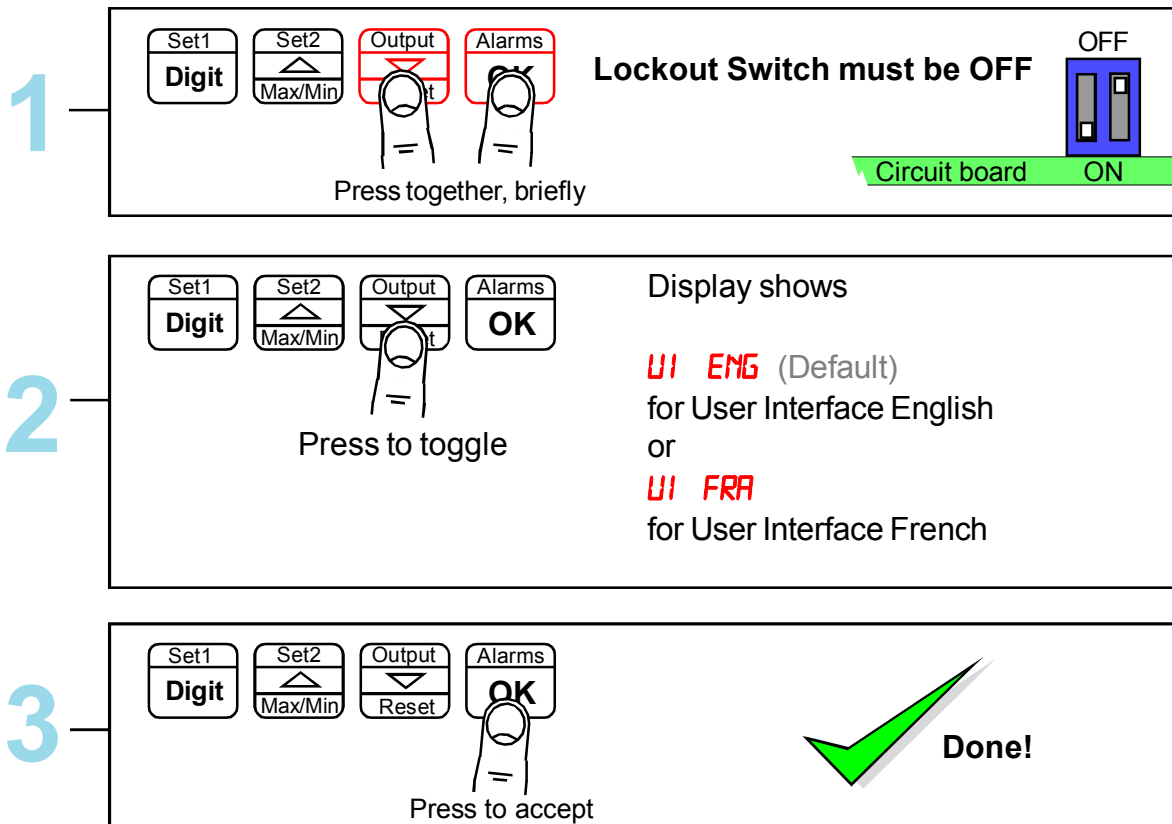 1
Set1 Set2 Output Alarms
Digit
Max/Min
Press together, briefly
Lockout Switch must be OFF
OFF
Circuit board ON
2
Set1 Set2 Output Alarms
Digit OK
Max/Min
Press to toggle
Display shows
UI ENG (Default)
for User Interface English
or
UI FRA
for User Interface French
3
Set1 Set2 Output Alarms
Digit OK
Max/Min Reset
Press to accept
Done!